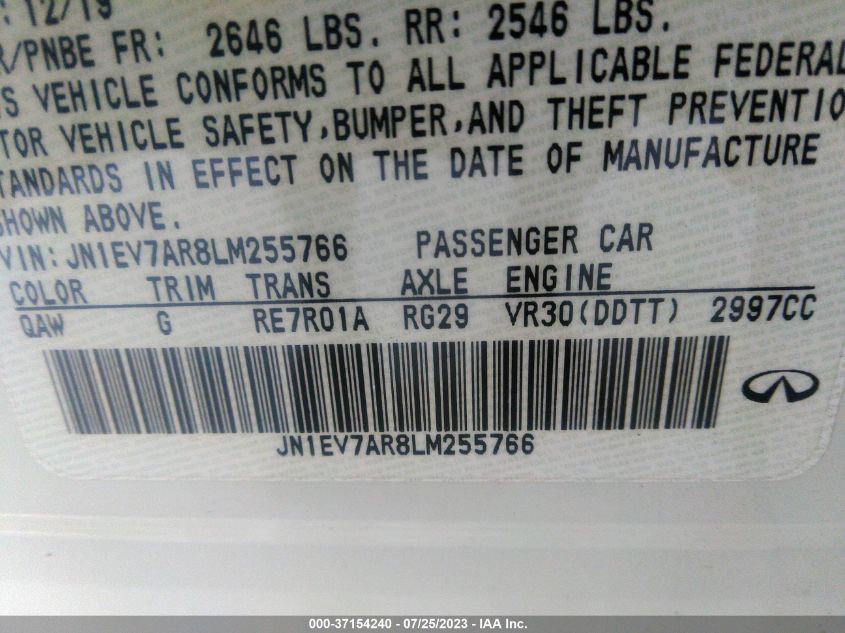 : 12/19
R/PNBE FR: 2646 LBS. RR: 2546 LBS.
S VEHICLE CONFORMS TO ALL APPLICABLE FEDERAL
TOR VEHICLE SAFETY,BUMPER,AND THEFT PREVENTIO
TANDARDS IN EFFECT ON THE DATE OF MANUFACTURE
SHOWN ABOVE.
VIN:JN1EV7AR8LM255766 PASSENGER CAR
COLOR TRIM TRANS AXLE ENGINE
QAW G RE7R01A RG29 VR30(DDTT) 2997CC
JN1EV7AR8LM255766
000-37154240 - 07/25/2023 - IAA Inc.